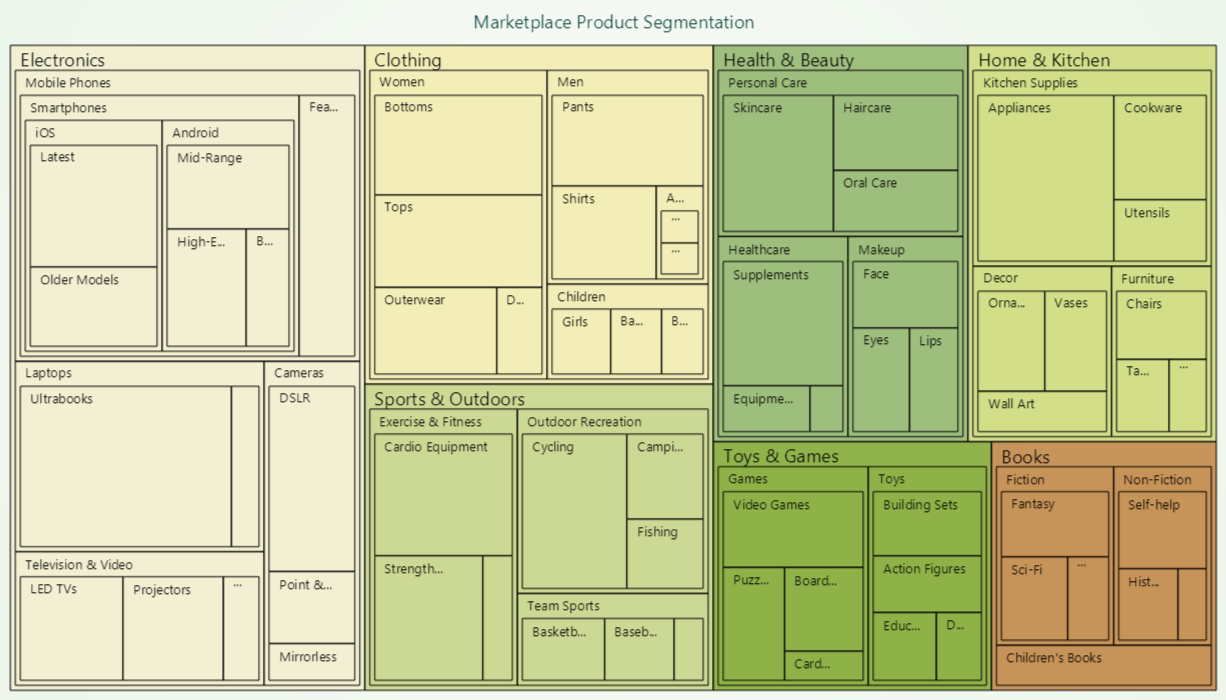 Marketplace Product Segmentation
Electronics
Mobile Phones
Smartphones
iOS
Latest
Older Models
Android
Mid-Range
High-E...
B...
Fea...
Laptops
Ultrabooks
Cameras
DSLR
Point &...
Mirrorless
Television & Video
LED TVs
Projectors
...
Clothing
Women
Bottoms
Tops
Outerwear
D...
Men
Pants
Shirts
A...
...
...
Children
Girls
Ba...
B...
Sports & Outdoors
Exercise & Fitness
Cardio Equipment
Strength...
Outdoor Recreation
Cycling
Campi...
Fishing
Team Sports
Basketb...
Baseb...
Health & Beauty
Personal Care
Skincare
Haircare
Oral Care
Healthcare
Supplements
Equipme...
Makeup
Face
Eyes
Lips
Home & Kitchen
Kitchen Supplies
Appliances
Cookware
Utensils
Decor
Orna...
Vases
Wall Art
Furniture
Chairs
Ta...
...
Toys & Games
Games
Video Games
Puzz...
Board...
Card...
Toys
Building Sets
Action Figures
Educ...
D...
Books
Fiction
Fantasy
Sci-Fi
...
Non-Fiction
Self-help
Hist...
Children's Books